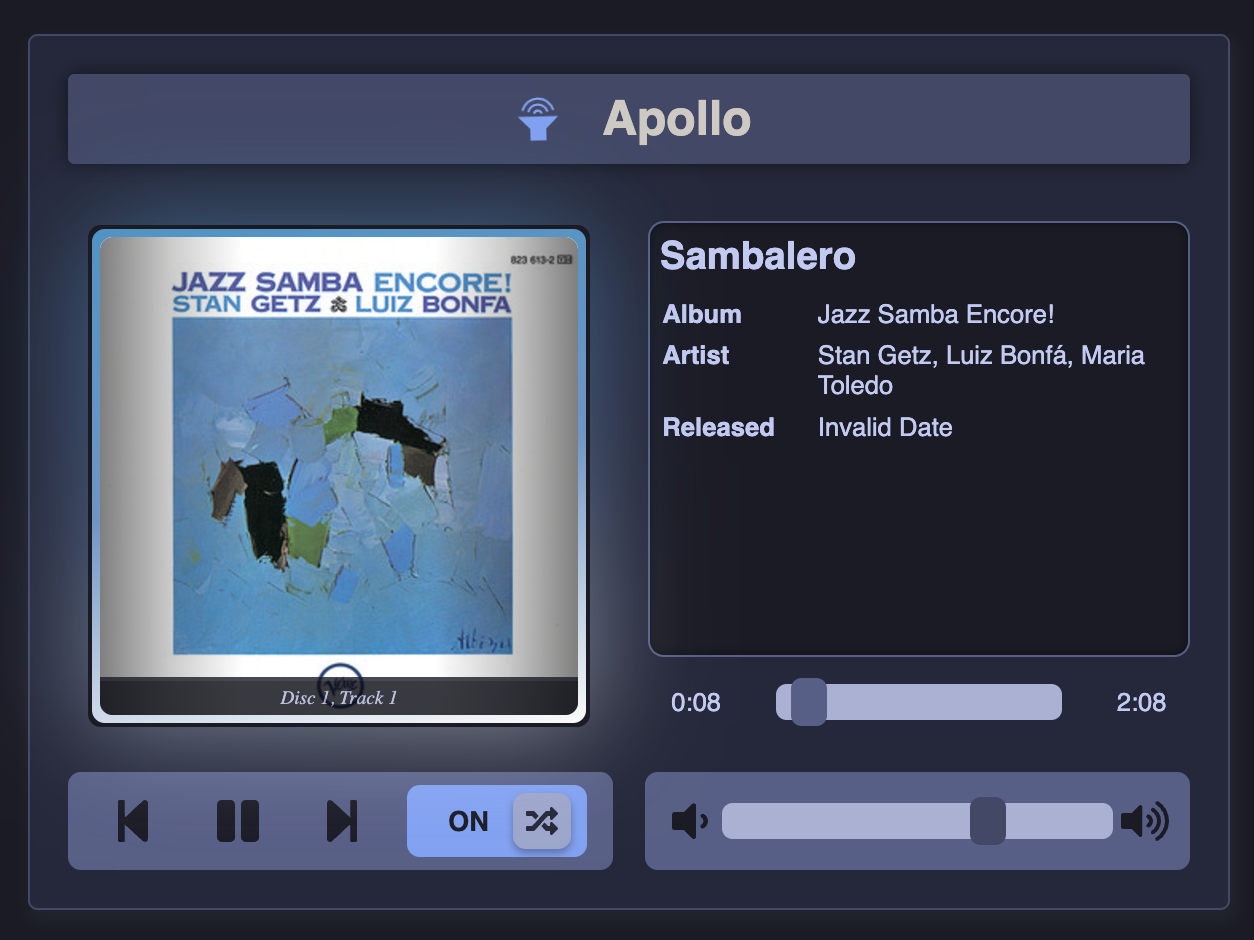 Apollo
823 613-2
JAZZ SAMBA ENCORE!
STAN GETZ & LUIZ BONFA
Disc 1, Track 1
Sambalero
Album Jazz Samba Encore!
Artist Stan Getz, Luiz Bonfá, Maria
Toledo
Released Invalid Date
0:08 2:08
ON